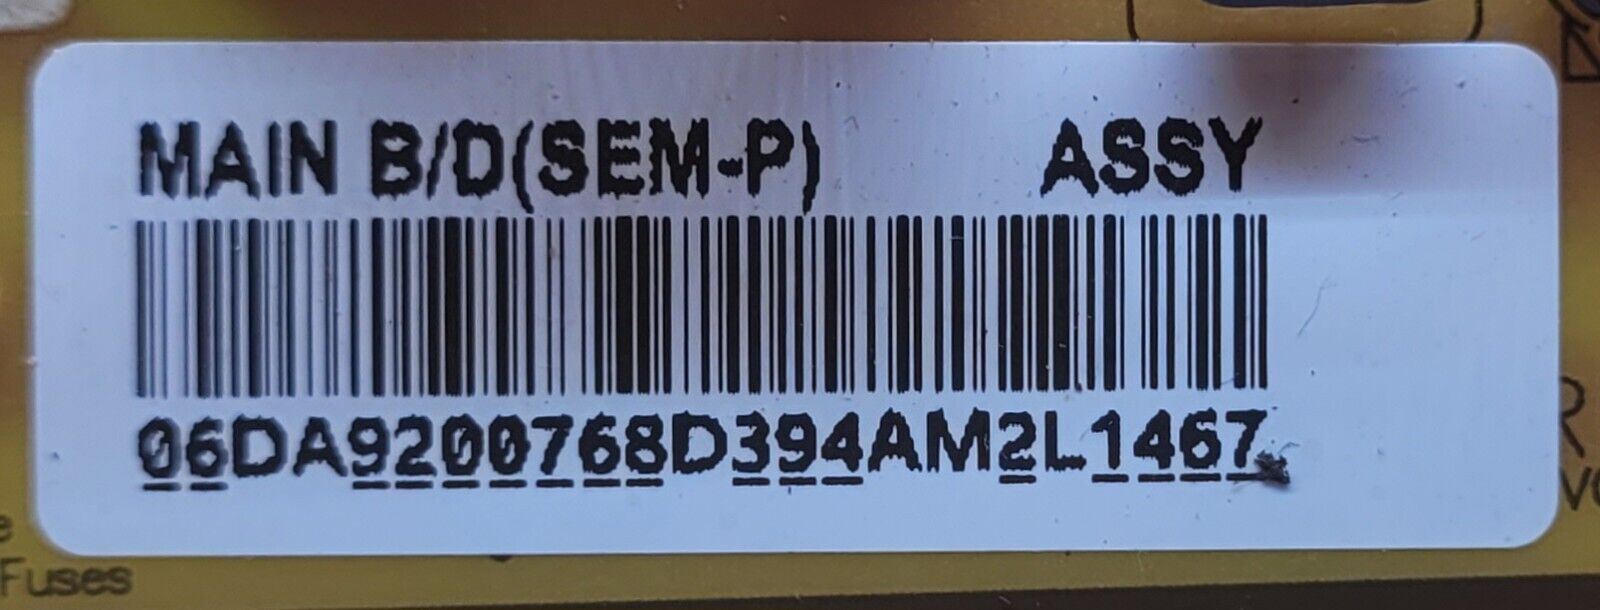 MAIN B/D(SEM-P) ASSY
06DA9200768D394AM2L1467
R
Fuses